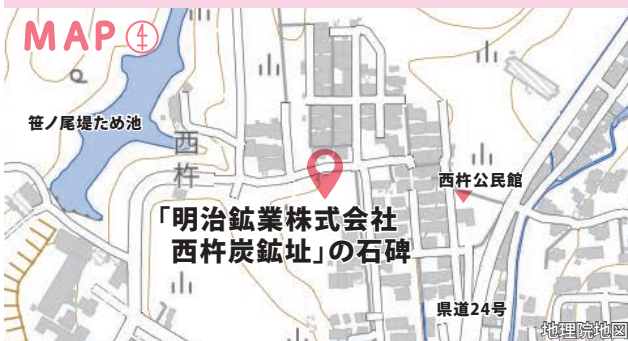 MAP④
笹ノ尾堤ため池
西杵
西杵公民館
「明治鉱業株式会社
西杵炭鉱址」の石碑
県道24号
地理院地図